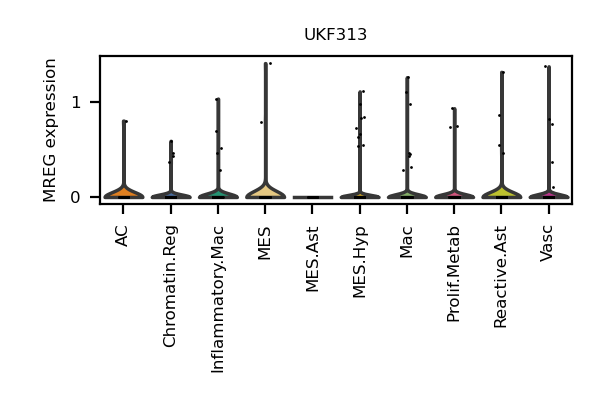 UKF313
MREG expression
1
0
AC
Chromatin.Reg
Inflammatory.Mac
MES
MES.Ast
MES.Hyp
Mac
Prolif.Metab
Reactive.Ast
Vasc